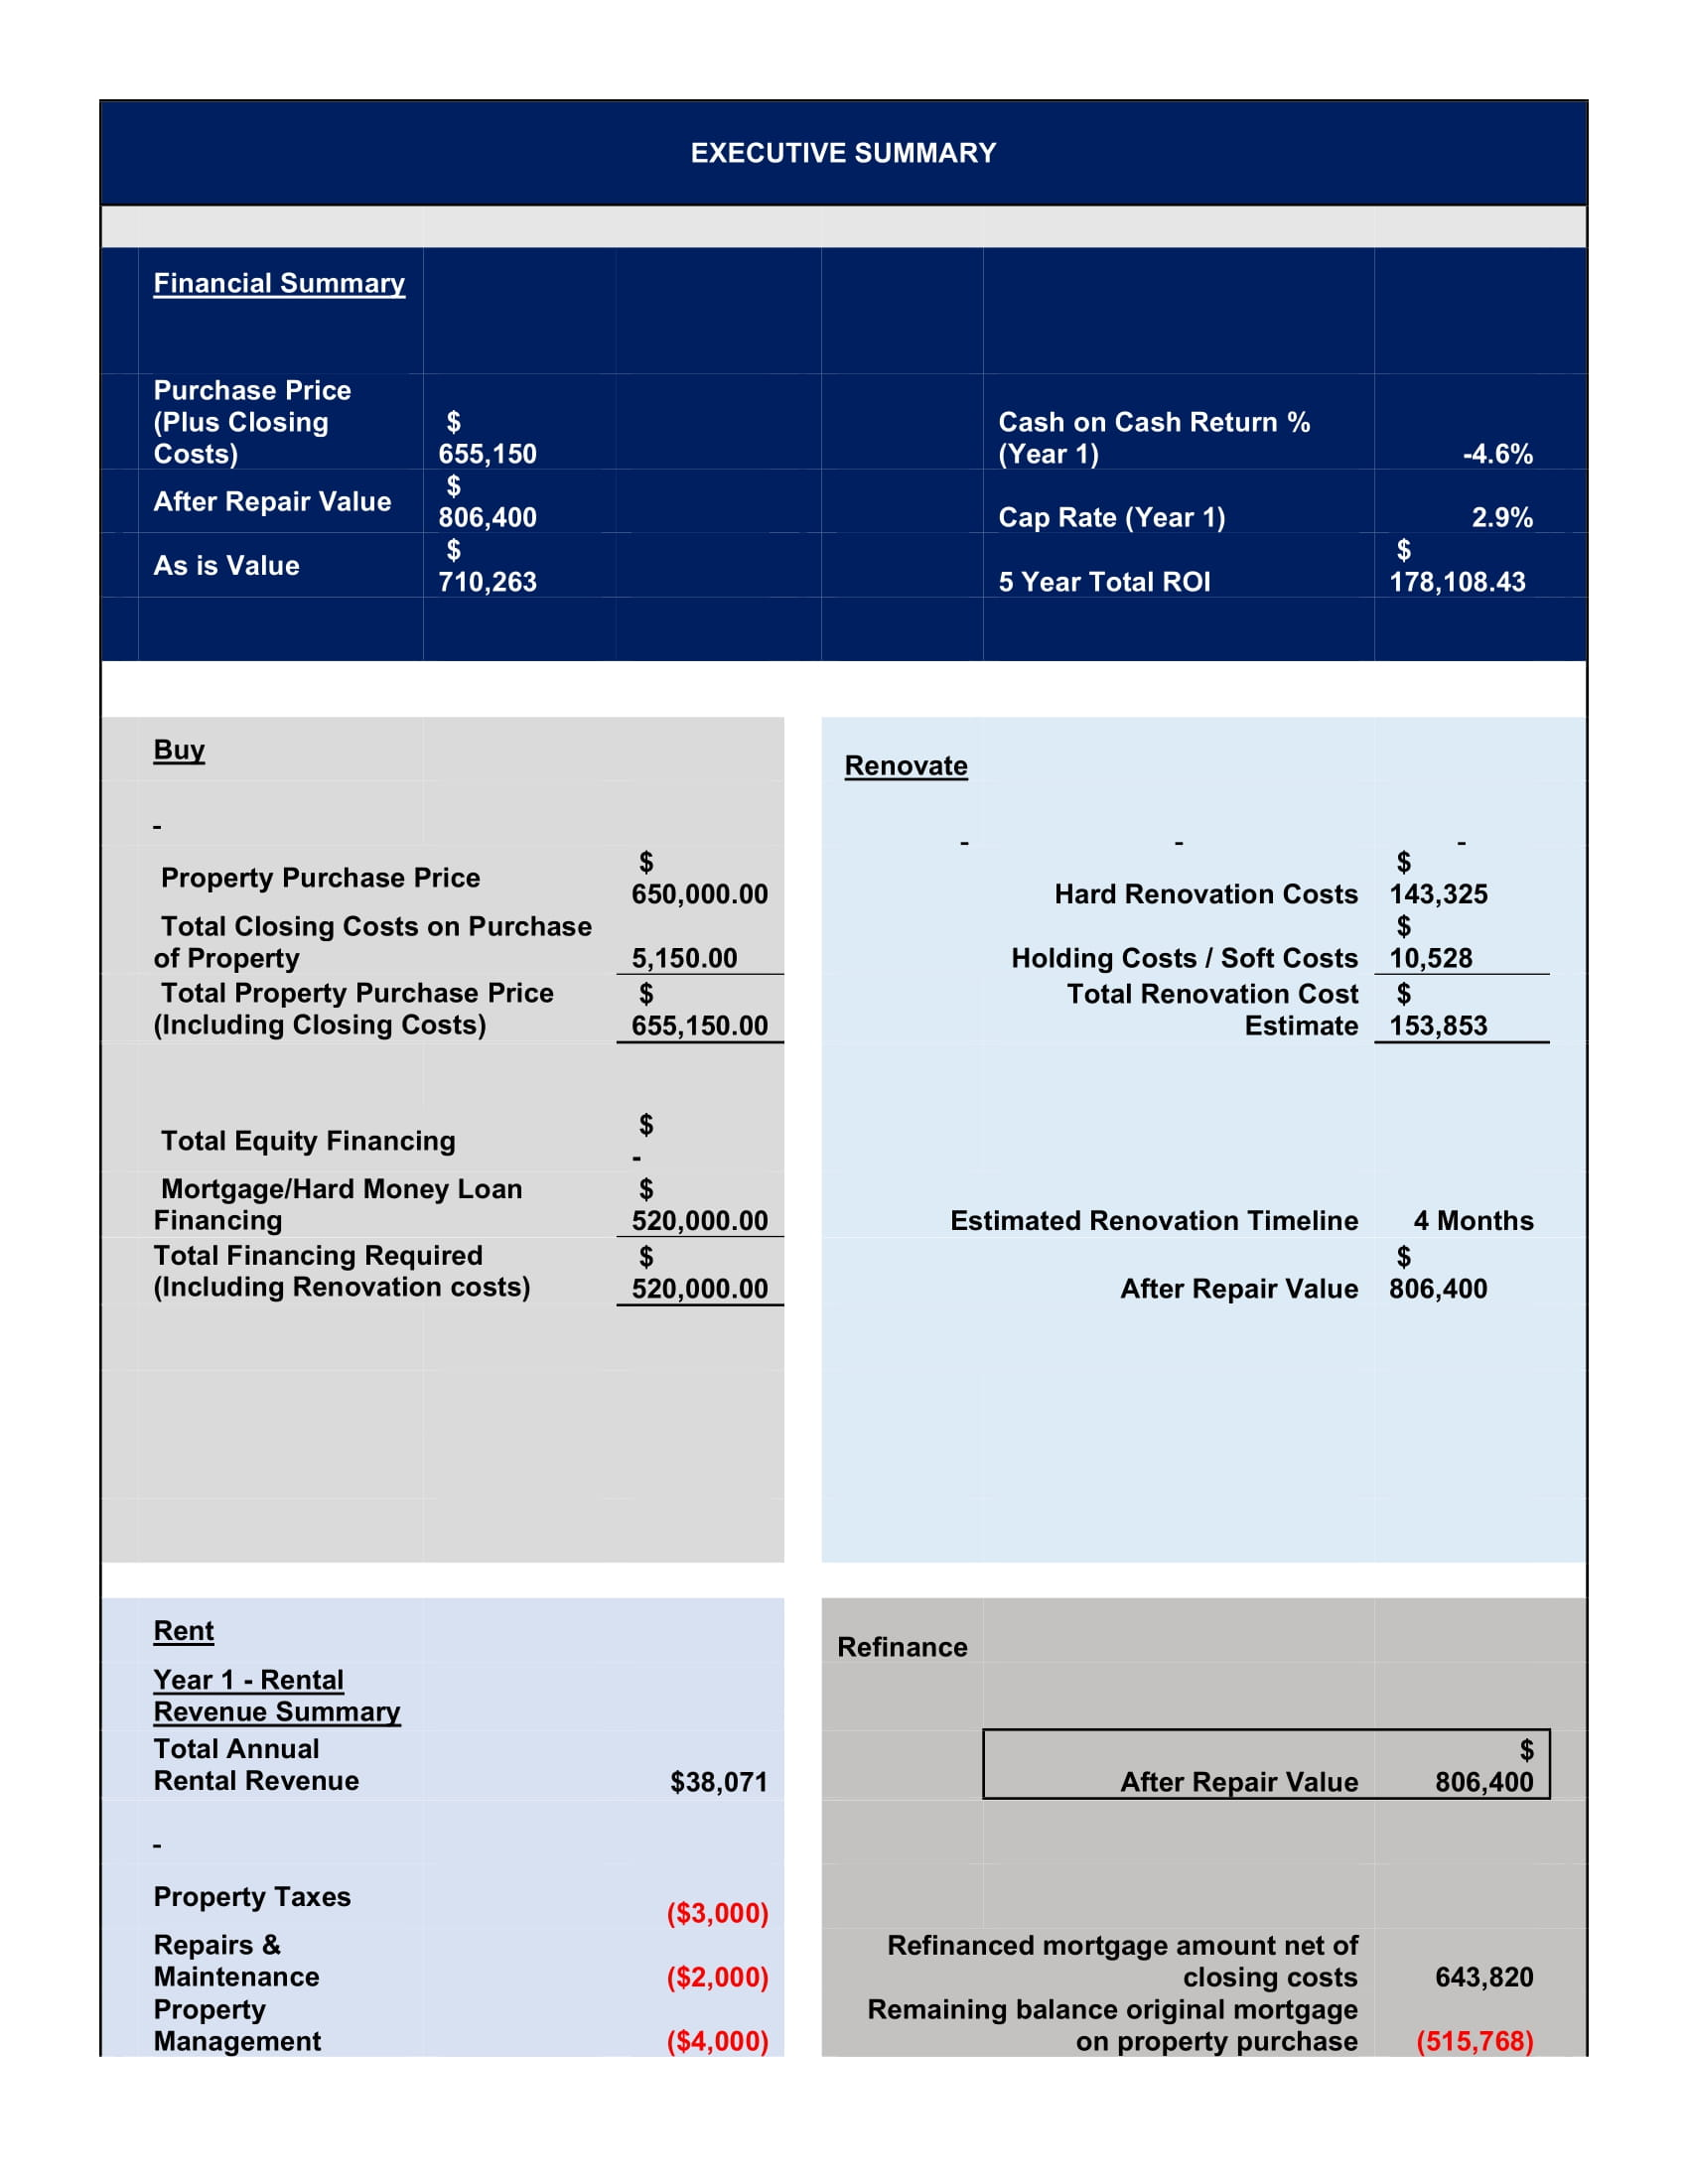 EXECUTIVE SUMMARY
Financial Summary
Purchase Price
(Plus Closing
Costs)
$
655,150
Cash on Cash Return %
(Year 1)
-4.6%
After Repair Value
$
806,400
Cap Rate (Year 1)
2.9%
As is Value
$
710,263
5 Year Total ROI
$
178,108.43
Buy
-
Property Purchase Price
$
650,000.00
Total Closing Costs on Purchase
of Property
5,150.00
Total Property Purchase Price
(Including Closing Costs)
$
655,150.00
Total Equity Financing
$
-
Mortgage/Hard Money Loan
Financing
$
520,000.00
Total Financing Required
(Including Renovation costs)
$
520,000.00
Renovate
- - -
Hard Renovation Costs
$
143,325
Holding Costs / Soft Costs
$
10,528
Total Renovation Cost
Estimate
$
153,853
Estimated Renovation Timeline
4 Months
After Repair Value
$
806,400
Rent
Year 1 - Rental
Revenue Summary
Total Annual
Rental Revenue
$38,071
-
Property Taxes
($3,000)
Repairs &
Maintenance
($2,000)
Property
Management
($4,000)
Refinance
After Repair Value
$
806,400
Refinanced mortgage amount net of
closing costs
643,820
Remaining balance original mortgage
on property purchase
(515,768)